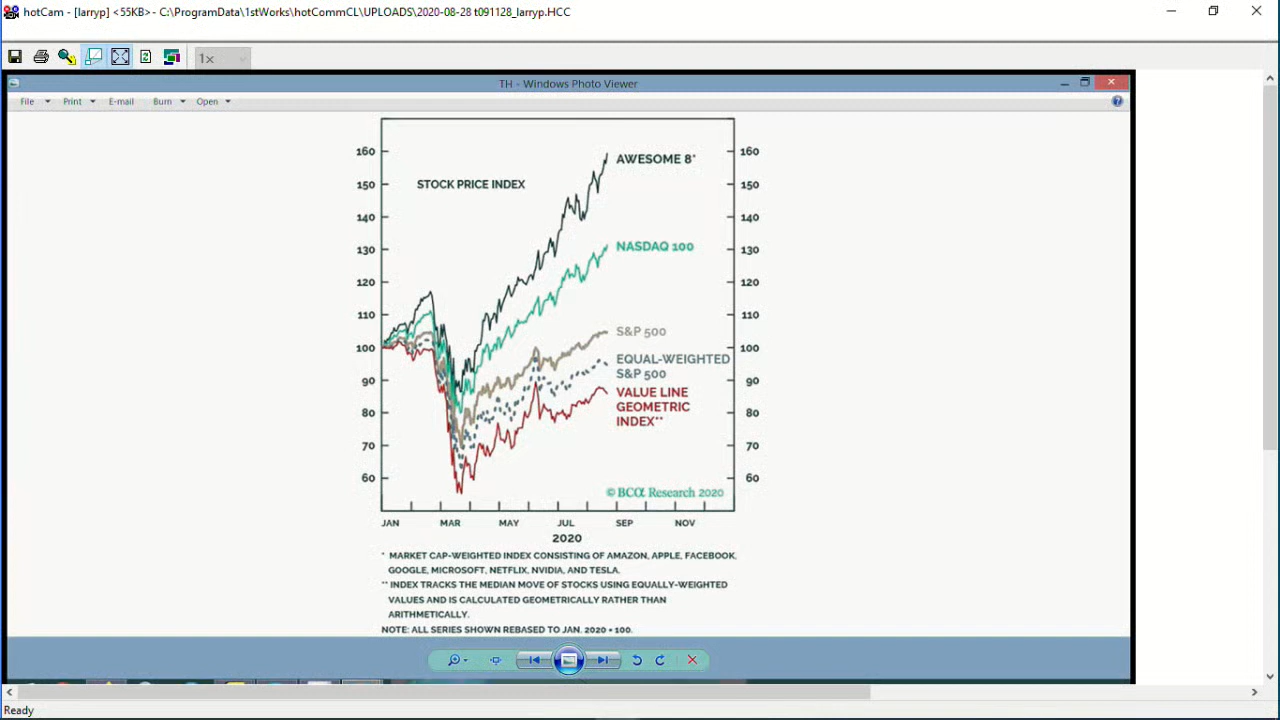 hotCam - [larryp] <55KB>- C:\ProgramData\1stWorks\hotCommCL\UPLOADS\2020-08-28 t091128_larryp.HCC
1x
TH - Windows Photo Viewer
File Print E-mail Burn Open
160 AWESOME 8* 160
150 STOCK PRICE INDEX 150
140 140
130 NASDAQ 100 130
120 120
110 110
S&P 500
100 100
EQUAL-WEIGHTED
S&P 500
90 90
VALUE LINE
GEOMETRIC
INDEX**
80 80
70 70
60 60
© BCα Research 2020
JAN MAR MAY JUL SEP NOV
2020
* MARKET CAP-WEIGHTED INDEX CONSISTING OF AMAZON, APPLE, FACEBOOK,
GOOGLE, MICROSOFT, NETFLIX, NVIDIA, AND TESLA.
** INDEX TRACKS THE MEDIAN MOVE OF STOCKS USING EQUALLY-WEIGHTED
VALUES AND IS CALCULATED GEOMETRICALLY RATHER THAN
ARITHMETICALLY.
NOTE: ALL SERIES SHOWN REBASED TO JAN. 2020 = 100.
Ready